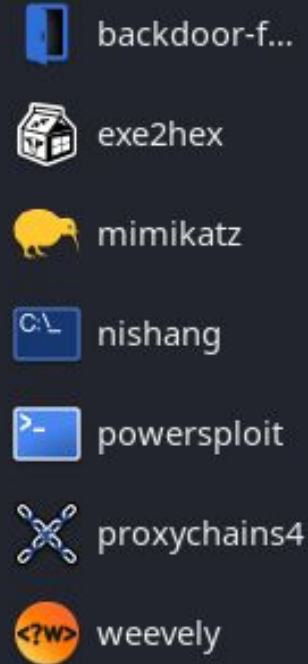 backdoor-f...
exe2hex
mimikatz
C:\_
nishang
>_
powersploit
proxychains4
<?w>
weevely